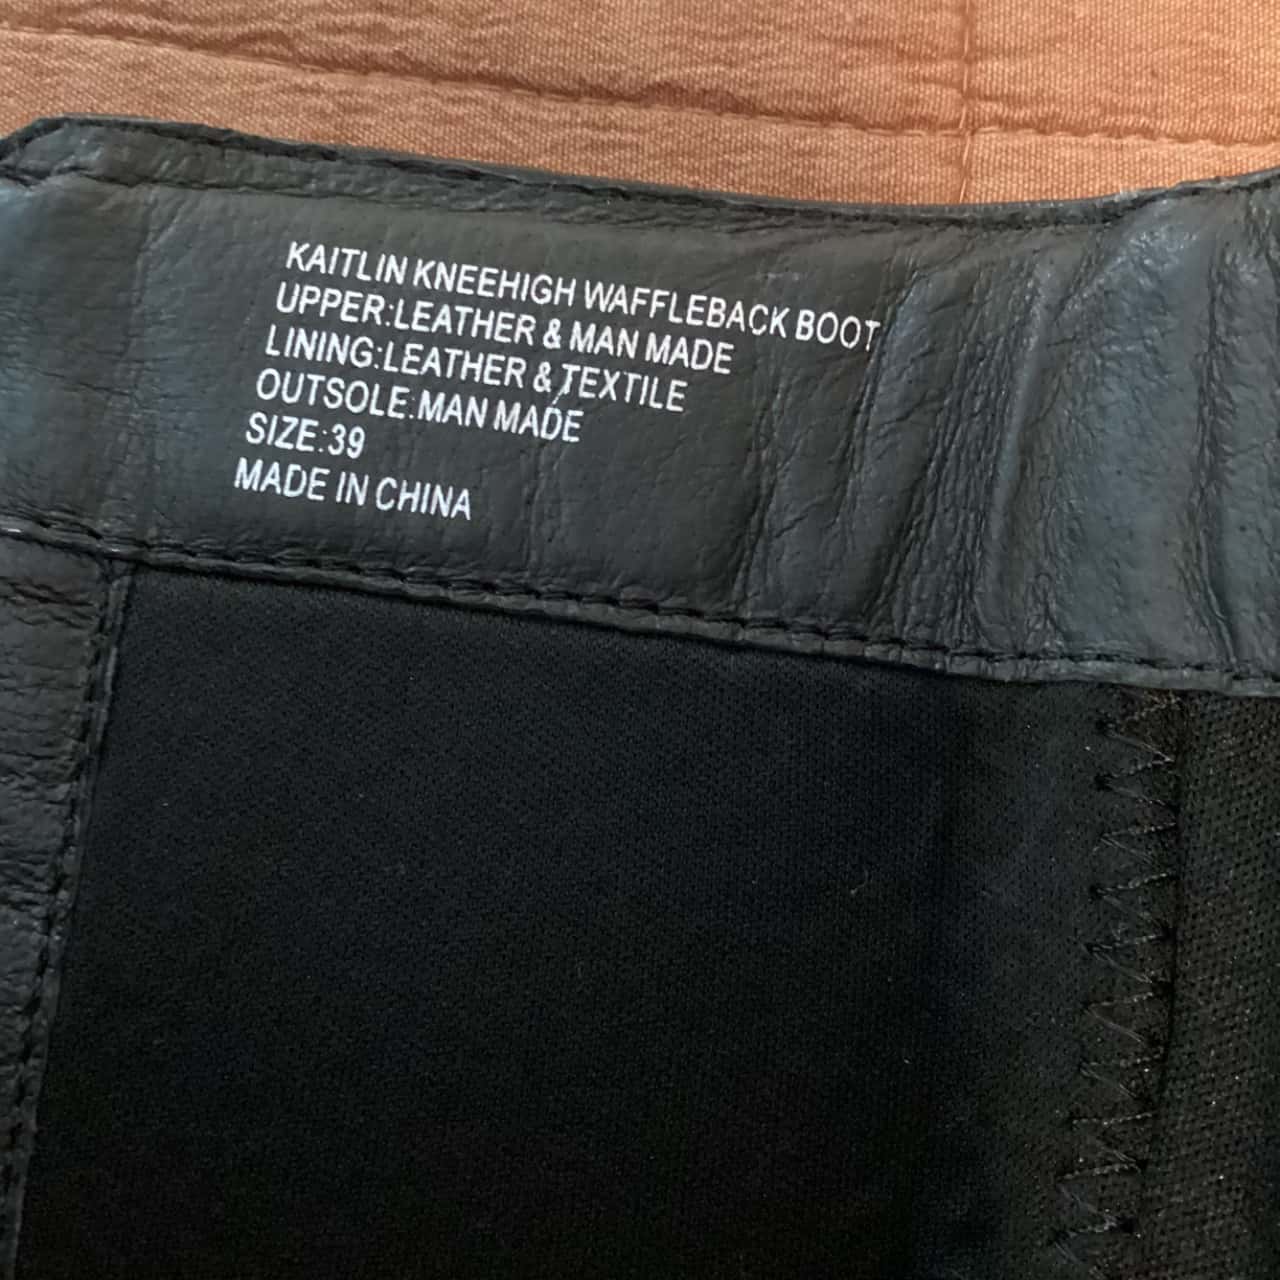 KAITLIN KNEEHIGH WAFFLEBACK BOOT
UPPER:LEATHER & MAN MADE
LINING:LEATHER & TEXTILE
OUTSOLE:MAN MADE
SIZE:39
MADE IN CHINA